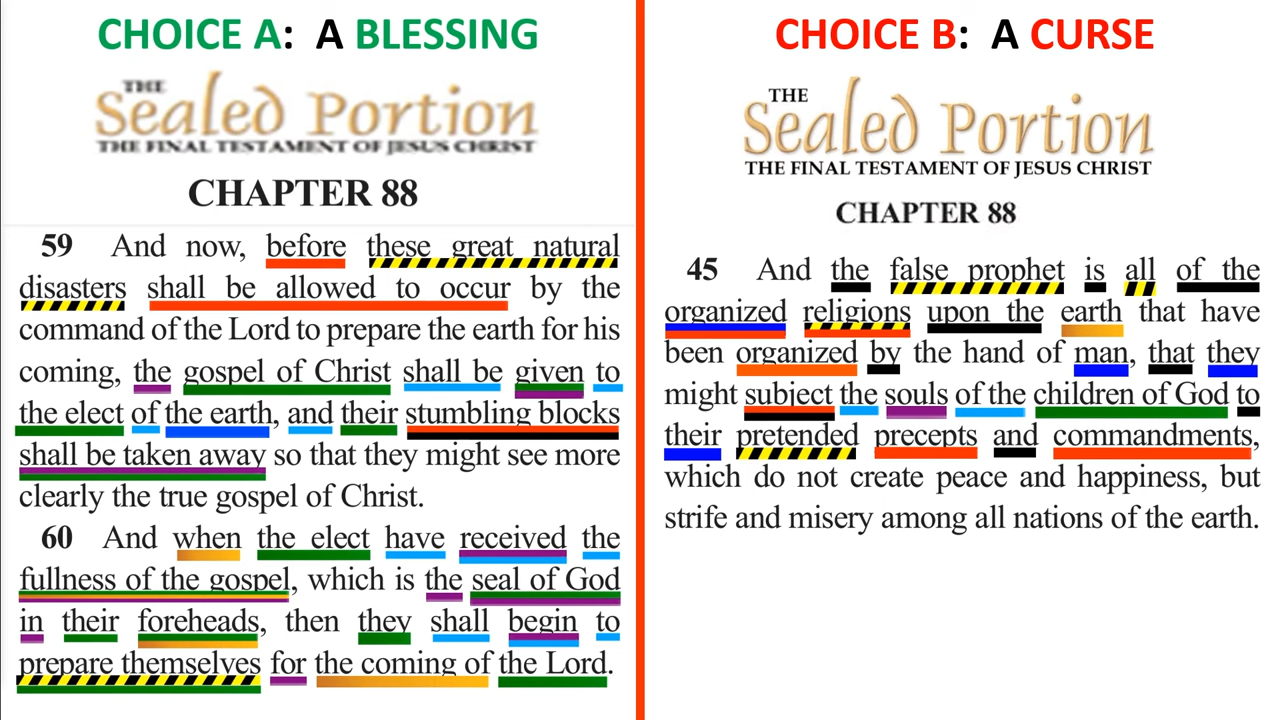 CHOICE A: A BLESSING
THE
Sealed Portion
THE FINAL TESTAMENT OF JESUS CHRIST
CHAPTER 88
59 And now, before these great natural
disasters shall be allowed to occur by the
command of the Lord to prepare the earth for his
coming, the gospel of Christ shall be given to
the elect of the earth, and their stumbling blocks
shall be taken away so that they might see more
clearly the true gospel of Christ.
60 And when the elect have received the
fullness of the gospel, which is the seal of God
in their foreheads, then they shall begin to
prepare themselves for the coming of the Lord.
CHOICE B: A CURSE
THE
Sealed Portion
THE FINAL TESTAMENT OF JESUS CHRIST
CHAPTER 88
45 And the false prophet is all of the
organized religions upon the earth that have
been organized by the hand of man, that they
might subject the souls of the children of God to
their pretended precepts and commandments,
which do not create peace and happiness, but
strife and misery among all nations of the earth.